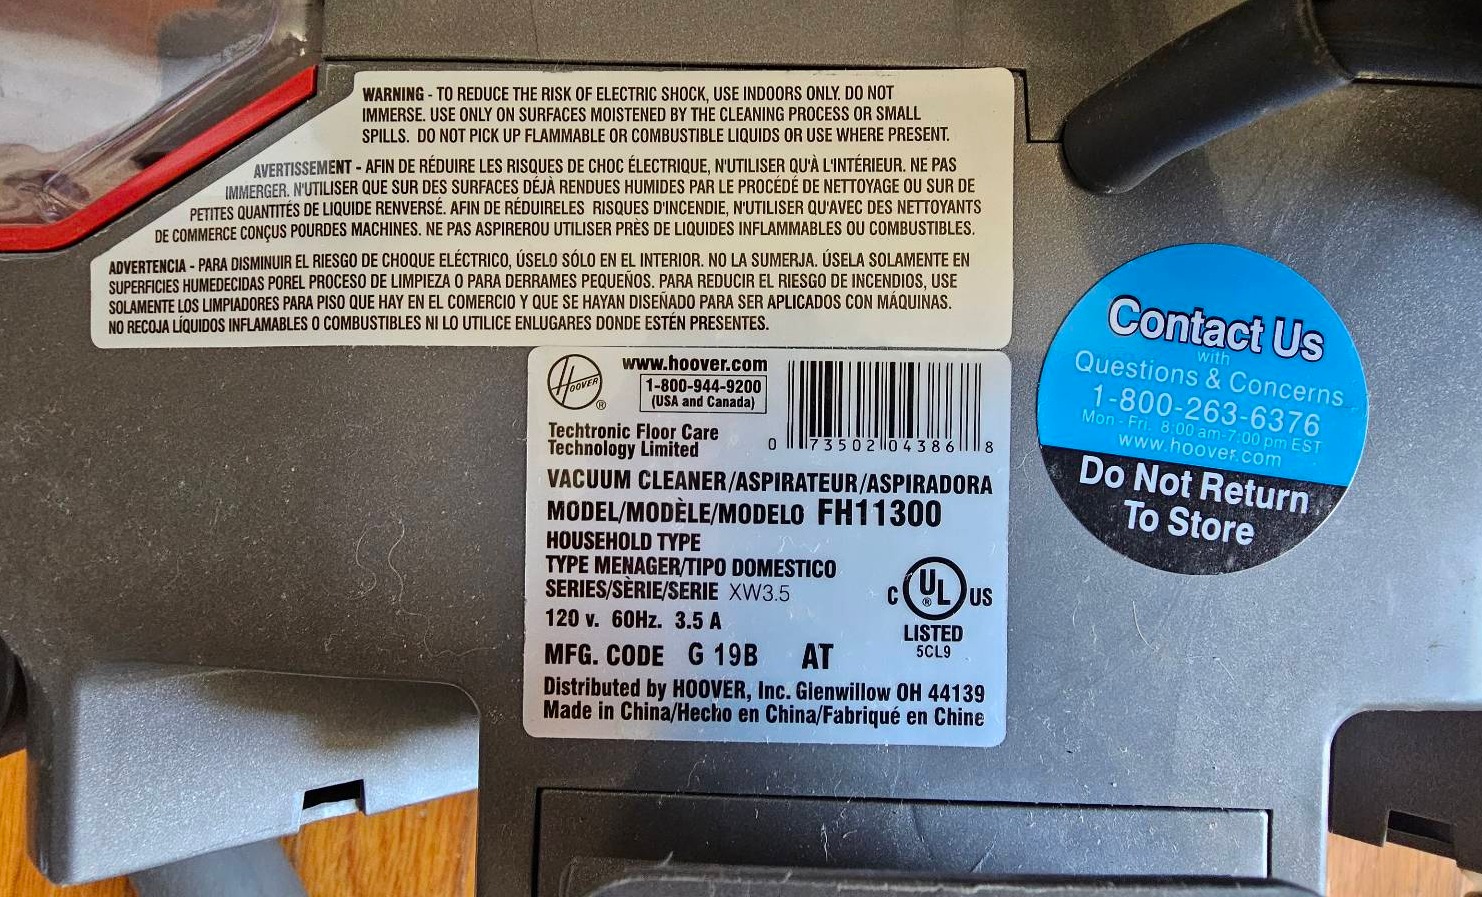 WARNING - TO REDUCE THE RISK OF ELECTRIC SHOCK, USE INDOORS ONLY. DO NOT
IMMERSE. USE ONLY ON SURFACES MOISTENED BY THE CLEANING PROCESS OR SMALL
SPILLS. DO NOT PICK UP FLAMMABLE OR COMBUSTIBLE LIQUIDS OR USE WHERE PRESENT.
AVERTISSEMENT - AFIN DE RÉDUIRE LES RISQUES DE CHOC ÉLECTRIQUE, N'UTILISER QU'À L'INTÉRIEUR. NE PAS
IMMERGER. N'UTILISER QUE SUR DES SURFACES DÉJÀ RENDUES HUMIDES PAR LE PROCÉDÉ DE NETTOYAGE OU SUR DE
PETITES QUANTITÉS DE LIQUIDE RENVERSÉ. AFIN DE RÉDUIRELES RISQUES D'INCENDIE, N'UTILISER QU'AVEC DES NETTOYANTS
DE COMMERCE CONÇUS POURDES MACHINES. NE PAS ASPIREROU UTILISER PRÈS DE LIQUIDES INFLAMMABLES OU COMBUSTIBLES.
ADVERTENCIA - PARA DISMINUIR EL RIESGO DE CHOQUE ELÉCTRICO, ÚSELO SÓLO EN EL INTERIOR. NO LA SUMERJA. ÚSELA SOLAMENTE EN
SUPERFICIES HUMEDECIDAS POREL PROCESO DE LIMPIEZA O PARA DERRAMES PEQUEÑOS. PARA REDUCIR EL RIESGO DE INCENDIOS, USE
SOLAMENTE LOS LIMPIADORES PARA PISO QUE HAY EN EL COMERCIO Y QUE SE HAYAN DISEÑADO PARA SER APLICADOS CON MÁQUINAS.
NO RECOJA LÍQUIDOS INFLAMABLES O COMBUSTIBLES NI LO UTILICE ENLUGARES DONDE ESTÉN PRESENTES.
HOOVER ®
www.hoover.com
1-800-944-9200
(USA and Canada)
Techtronic Floor Care
Technology Limited
0 73502 04386 8
VACUUM CLEANER/ASPIRATEUR/ASPIRADORA
MODEL/MODÈLE/MODELO FH11300
HOUSEHOLD TYPE
TYPE MENAGER/TIPO DOMESTICO
SERIES/SÈRIE/SERIE XW3.5
120 v. 60Hz. 3.5 A
C UL ® US
LISTED
5CL9
MFG. CODE G 19B AT
Distributed by HOOVER, Inc. Glenwillow OH 44139
Made in China/Hecho en China/Fabriqué en Chine
Contact Us
with
Questions & Concerns
1-800-263-6376
Mon - Fri. 8:00 am-7:00 pm EST
www.hoover.com
Do Not Return
To Store